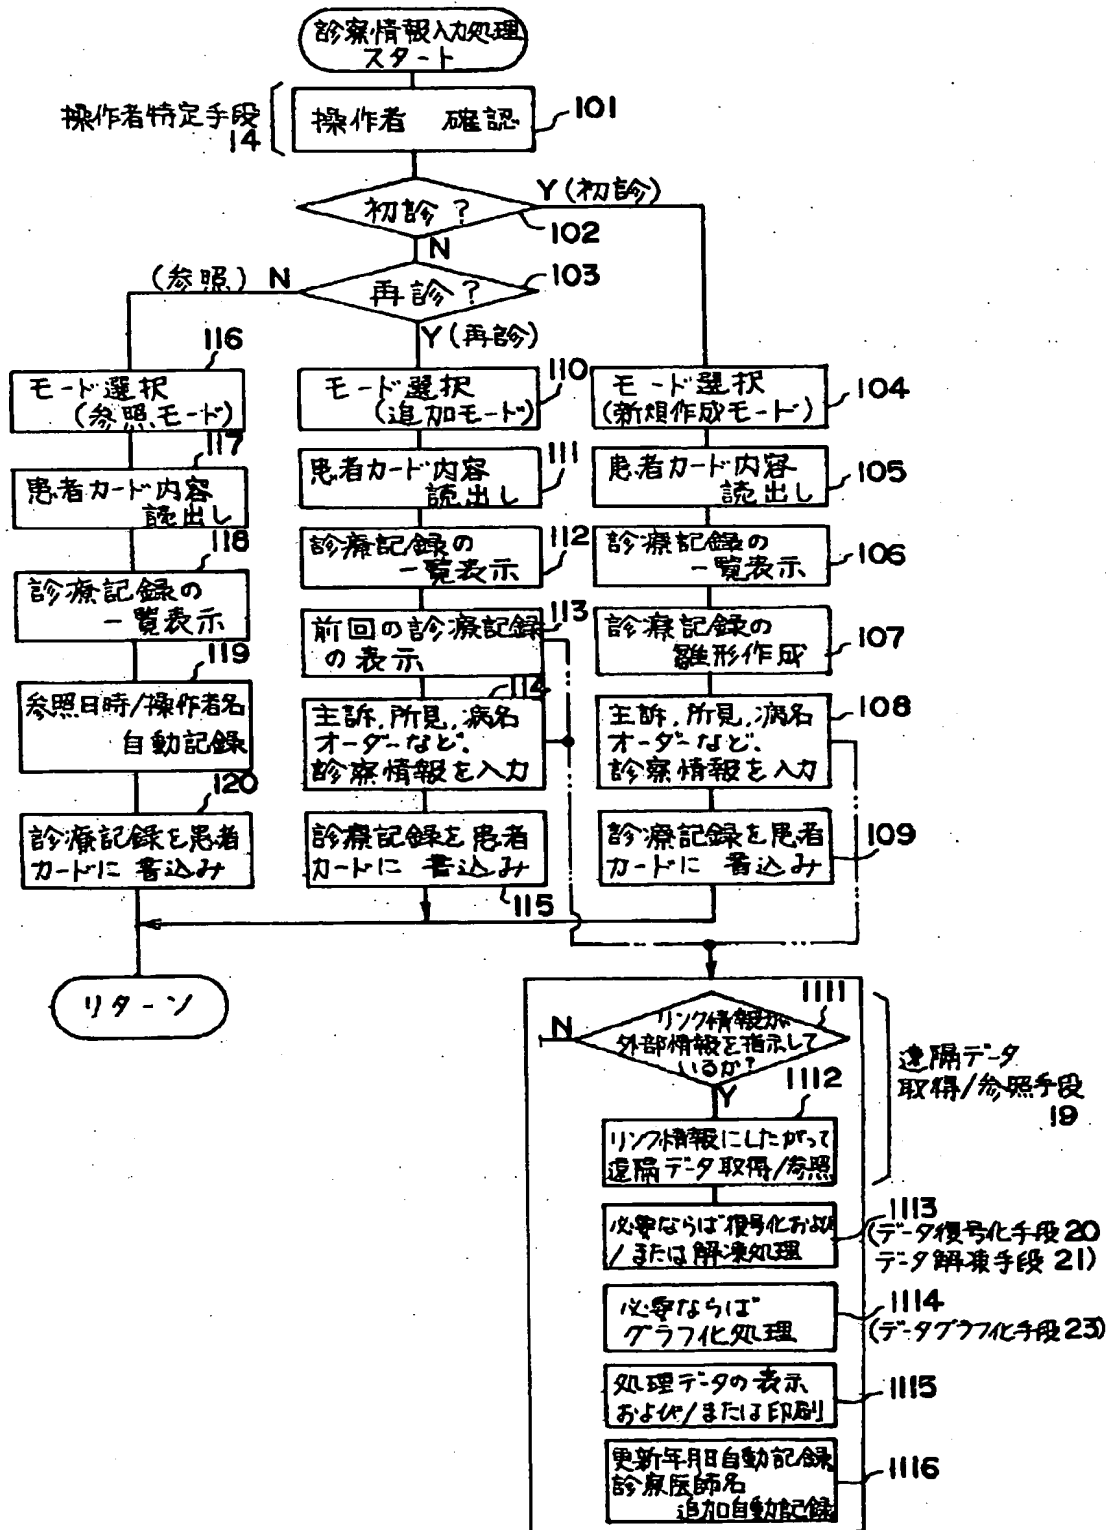 診察情報入力処理
スタート
操作者特定手段
14
操作者 確認
101
初診?
102
Y(初診)
N
再診?
103
(参照) N
Y(再診)
116
モード選択
(参照モード)
117
患者カード内容
読出し
118
診療記録の
一覧表示
119
参照日時/操作者名
自動記録
120
診療記録を患者
カードに書込み
110
モード選択
(追加モード)
111
患者カード内容
読出し
112
診療記録の
一覧表示
113
前回の診療記録
の表示
114
主訴,所見,病名
オーダーなど,
診察情報を入力
診療記録を患者
カードに書込み
115
モード選択
(新規作成モード)
104
患者カード内容
読出し
105
診療記録の
一覧表示
106
診療記録の
雛形作成
107
主訴,所見,病名
オーダーなど,
診察情報を入力
108
診療記録を患者
カードに書込み
109
リターン
1111
リンク情報が
外部情報を指示して
いるか?
N
Y
遠隔データ
取得/参照手段
19
1112
リンク情報にしたがって
遠隔データ取得/参照
必要ならば復号化および
/または解凍処理
1113
(データ復号化手段20
データ解凍手段21)
必要ならば
グラフ化処理
1114
(データグラフ化手段23)
処理データの表示
および/または印刷
1115
更新年月日自動記録
診察医師名
追加自動記録
1116